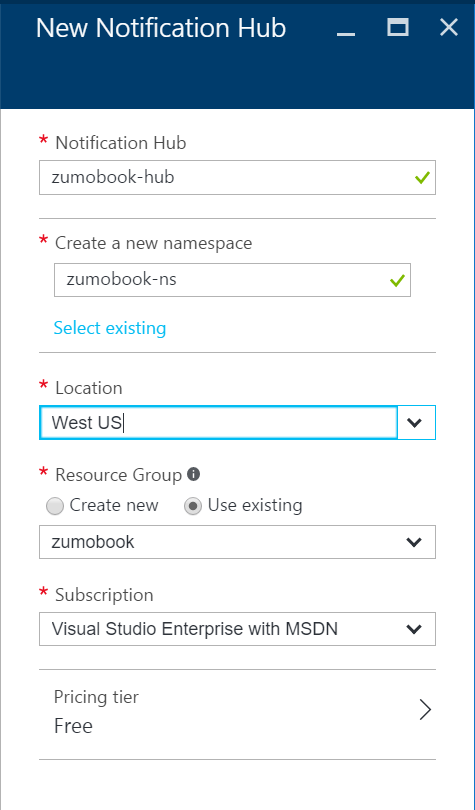 New Notification Hub
* Notification Hub
zumobook-hub
* Create a new namespace
zumobook-ns
Select existing
* Location
West US
* Resource Group
Create new Use existing
zumobook
* Subscription
Visual Studio Enterprise with MSDN
Pricing tier
Free